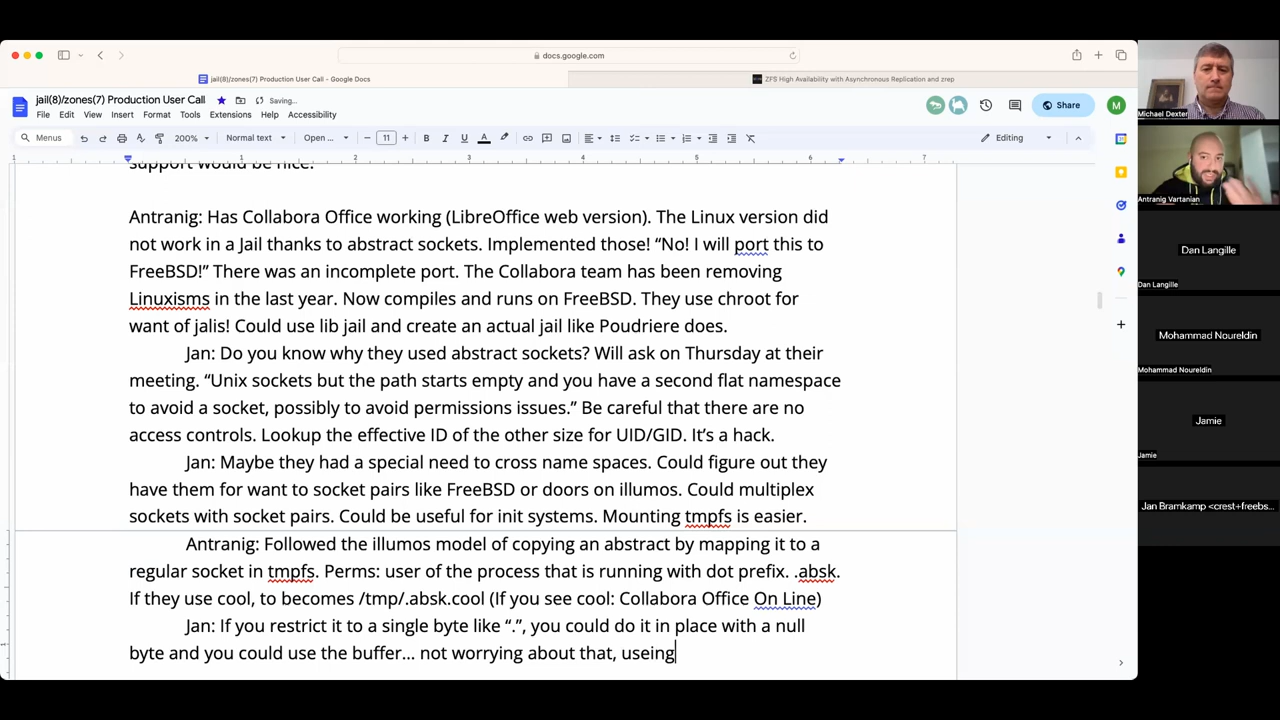 docs.google.com
jail(8)/zones(7) Production User Call - Google Docs
ZFS High Availability with Asynchronous Replication and zrep
jail(8)/zones(7) Production User Call
Saving...
File Edit View Insert Format Tools Extensions Help Accessibility
Share
M
Menus
200%
Normal text
Open ...
11
B I U A
Editing
1 1 2 3 4 5 6 7
support would be nice.
Antranig: Has Collabora Office working (LibreOffice web version). The Linux version did
not work in a Jail thanks to abstract sockets. Implemented those! “No! I will port this to
FreeBSD!” There was an incomplete port. The Collabora team has been removing
Linuxisms in the last year. Now compiles and runs on FreeBSD. They use chroot for
want of jalis! Could use lib jail and create an actual jail like Poudriere does.
Jan: Do you know why they used abstract sockets? Will ask on Thursday at their
meeting. “Unix sockets but the path starts empty and you have a second flat namespace
to avoid a socket, possibly to avoid permissions issues.” Be careful that there are no
access controls. Lookup the effective ID of the other size for UID/GID. It’s a hack.
Jan: Maybe they had a special need to cross name spaces. Could figure out they
have them for want to socket pairs like FreeBSD or doors on illumos. Could multiplex
sockets with socket pairs. Could be useful for init systems. Mounting tmpfs is easier.
Antranig: Followed the illumos model of copying an abstract by mapping it to a
regular socket in tmpfs. Perms: user of the process that is running with dot prefix. .absk.
If they use cool, to becomes /tmp/.absk.cool (If you see cool: Collabora Office On Line)
Jan: If you restrict it to a single byte like “.”, you could do it in place with a null
byte and you could use the buffer... not worrying about that, useing
Michael Dexter
Antranig Vartanian
Dan Langille
Dan Langille
Mohammad Noureldin
Mohammad Noureldin
Jamie
Jamie
Jan Bramkamp <crest+freebs...